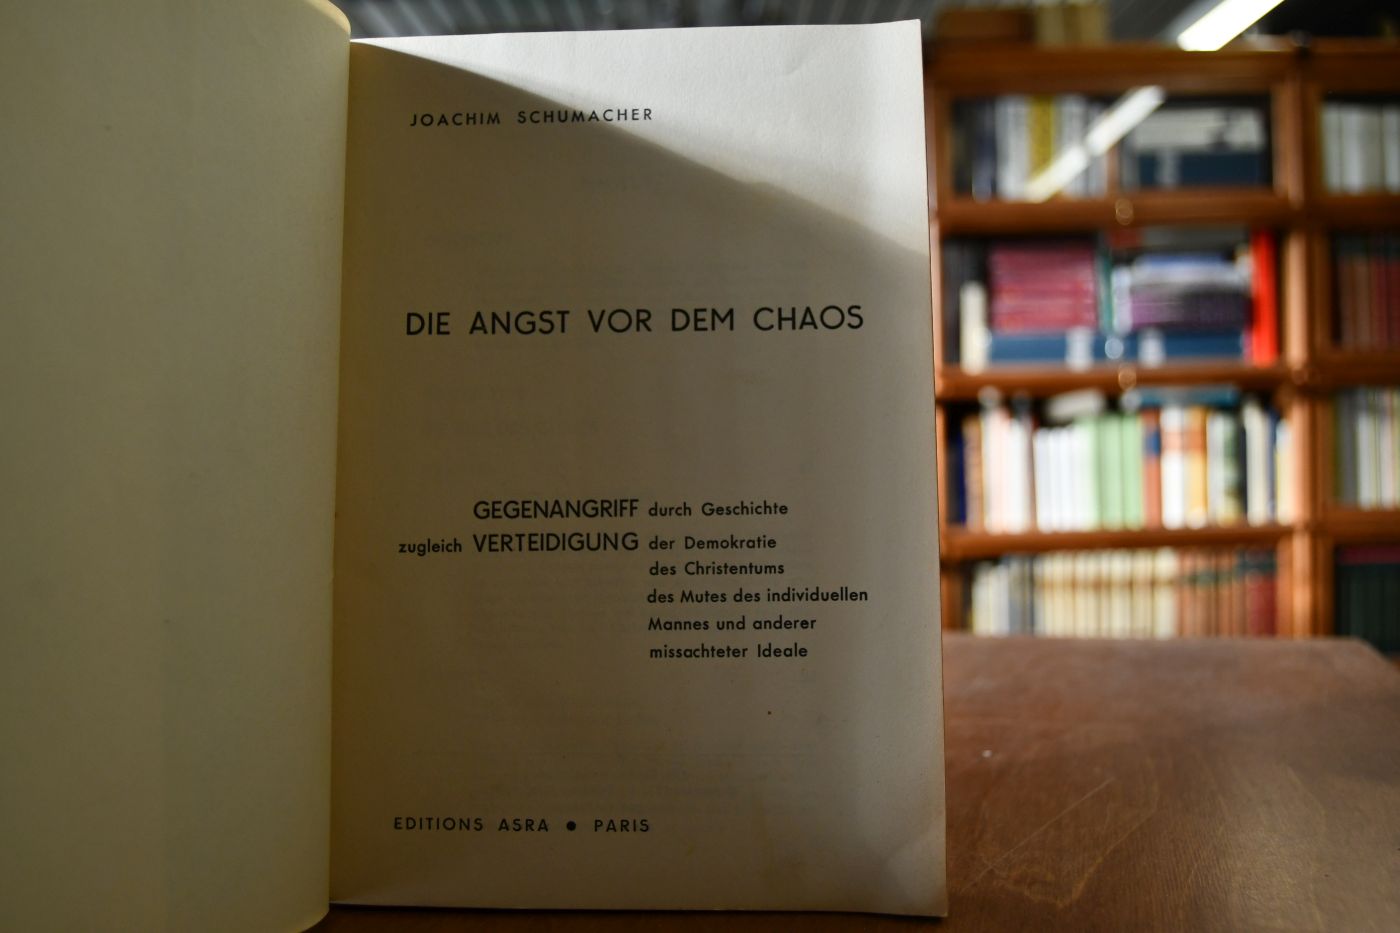 JOACHIM SCHUMACHER
DIE ANGST VOR DEM CHAOS
GEGENANGRIFF durch Geschichte
zugleich VERTEIDIGUNG der Demokratie
des Christentums
des Mutes des individuellen
Mannes und anderer
missachteter Ideale
EDITIONS ASRA ● PARIS